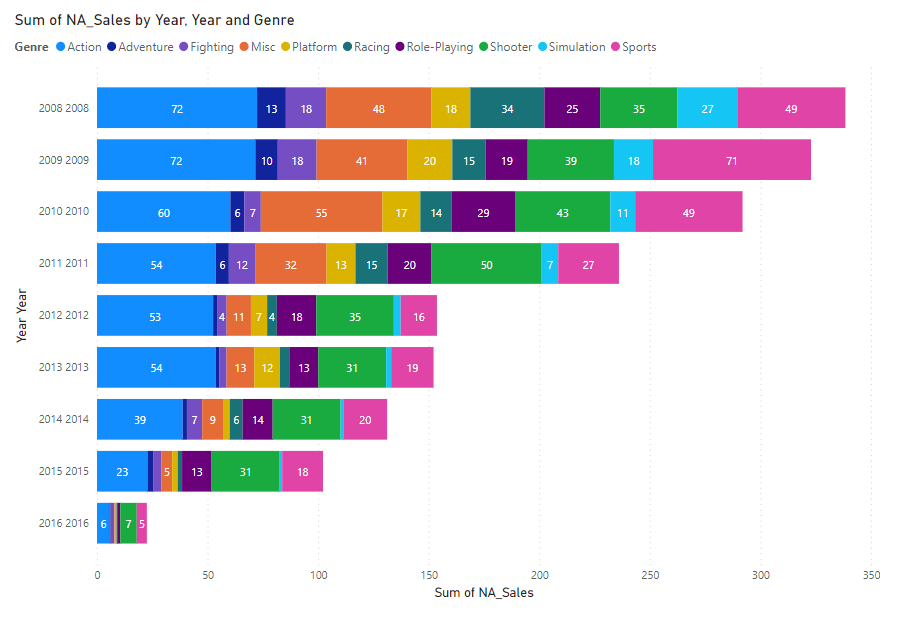 Sum of NA_Sales by Year, Year and Genre
Genre Action Adventure Fighting Misc Platform Racing Role-Playing Shooter Simulation Sports
2008 2008 72 13 18 48 18 34 25 35 27 49
2009 2009 72 10 18 41 20 15 19 39 18 71
2010 2010 60 6 7 55 17 14 29 43 11 49
2011 2011 54 6 12 32 13 15 20 50 7 27
2012 2012 53 4 11 7 4 18 35 16
2013 2013 54 13 12 13 31 19
2014 2014 39 7 9 6 14 31 20
2015 2015 23 5 13 31 18
2016 2016 6 7 5
Year Year
0 50 100 150 200 250 300 350
Sum of NA_Sales